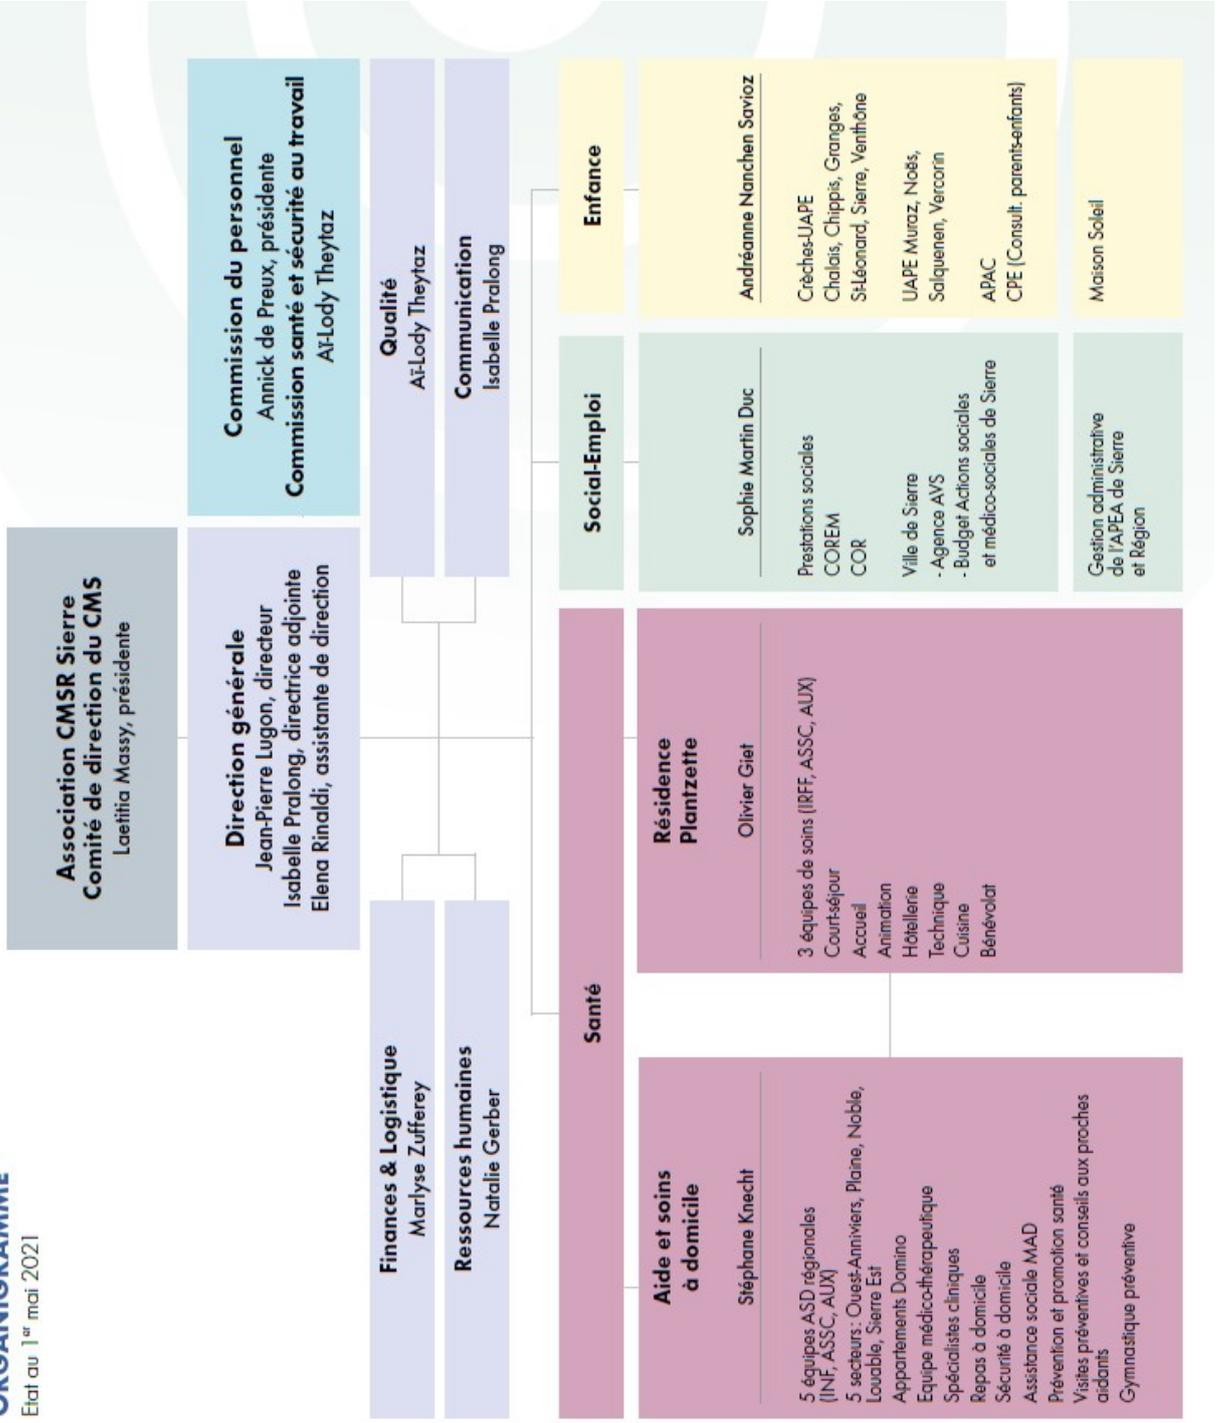 ORGANIGRAMME
Etat au 1er mai 2021
Association CMSR Sierre
Comité de direction du CMS
Laetitia Massy, présidente
Direction générale
Jean-Pierre Lugon, directeur
Isabelle Pralong, directrice adjointe
Elena Rinaldi, assistante de direction
Commission du personnel
Annick de Preux, présidente
Commission santé et sécurité au travail
Aï-Lody Theytaz
Finances & Logistique
Marlyse Zufferey
Ressources humaines
Natalie Gerber
Qualité
Aï-Lody Theytaz
Communication
Isabelle Pralong
Santé
Aide et soins
à domicile
Stéphane Knecht
5 équipes ASD régionales
(INF, ASSC, AUX)
5 secteurs: Ouest-Anniviers, Plaine, Noble,
Louable, Sierre Est
Appartements Domino
Equipe médico-thérapeutique
Spécialistes cliniques
Repas à domicile
Sécurité à domicile
Assistance sociale MAD
Prévention et promotion santé
Visites préventives et conseils aux proches
aidants
Gymnastique préventive
Résidence
Plantzette
Olivier Giet
3 équipes de soins (IRFF, ASSC, AUX)
Court-séjour
Accueil
Animation
Hôtellerie
Technique
Cuisine
Bénévolat
Social-Emploi
Sophie Martin Duc
Prestations sociales
COREM
COR
Ville de Sierre
- Agence AVS
- Budget Actions sociales
et médico-sociales de Sierre
Gestion administrative
de l'APEA de Sierre
et Région
Enfance
Andréanne Nanchen Savioz
Crèches-UAPE
Chalais, Chippis, Granges,
St-Léonard, Sierre, Venthône
UAPE Muraz, Noës,
Salquenen, Vercorin
APAC
CPE (Consult. parents-enfants)
Maison Soleil